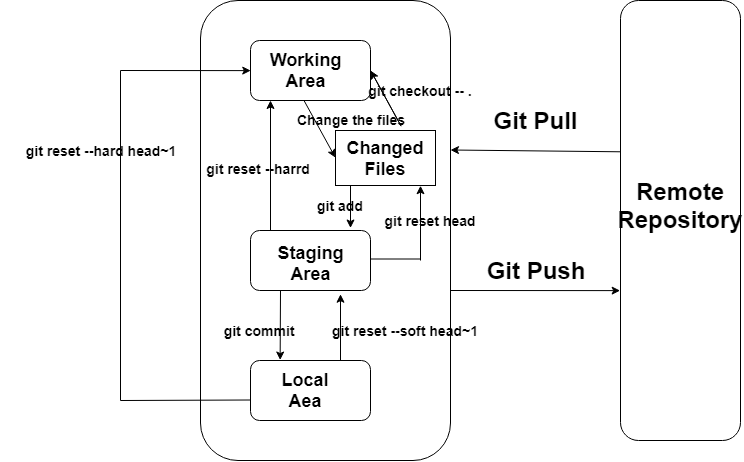 Working
Area
git checkout -- .
Change the files
Git Pull
Changed
Files
git reset --hard head~1
git reset --harrd
Remote
Repository
git add
git reset head
Staging
Area
Git Push
git commit
git reset --soft head~1
Local
Aea